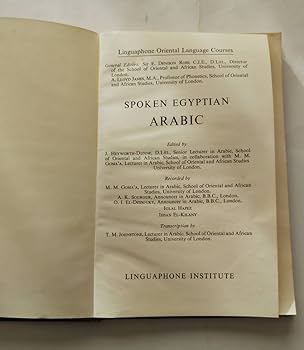 Linguaphone Oriental Language Courses
General Editors: Sir E. DENISON ROSS, C.I.E., D.Litt., Director
of the School of Oriental and African Studies, University of
London.
A. LLOYD JAMES, M.A., Professor of Phonetics, School of Oriental
and African Studies, University of London.
SPOKEN EGYPTIAN
ARABIC
Edited by
J. HEYWORTH-DUNNE, D.Lit., Senior Lecturer in Arabic, School
of Oriental and African Studies, in collaboration with M. M.
GOMA'A, Lecturer in Arabic, School of Oriental and African Studies
University of London.
Recorded by
M. M. GOMA'A, Lecturer in Arabic, School of Oriental and African
Studies, University of London.
A. K. Announcer in Arabic, B.B.C., London.
O. I. Announcer in Arabic, B.B.C., London.
IGLAL HAFEZ
IHSAN EL-KILANY
Transcription by
T. M. JOHNSTONE, Lecturer in Arabic, School of Oriental and African
Studies, University of London.
LINGUAPHONE INSTITUTE